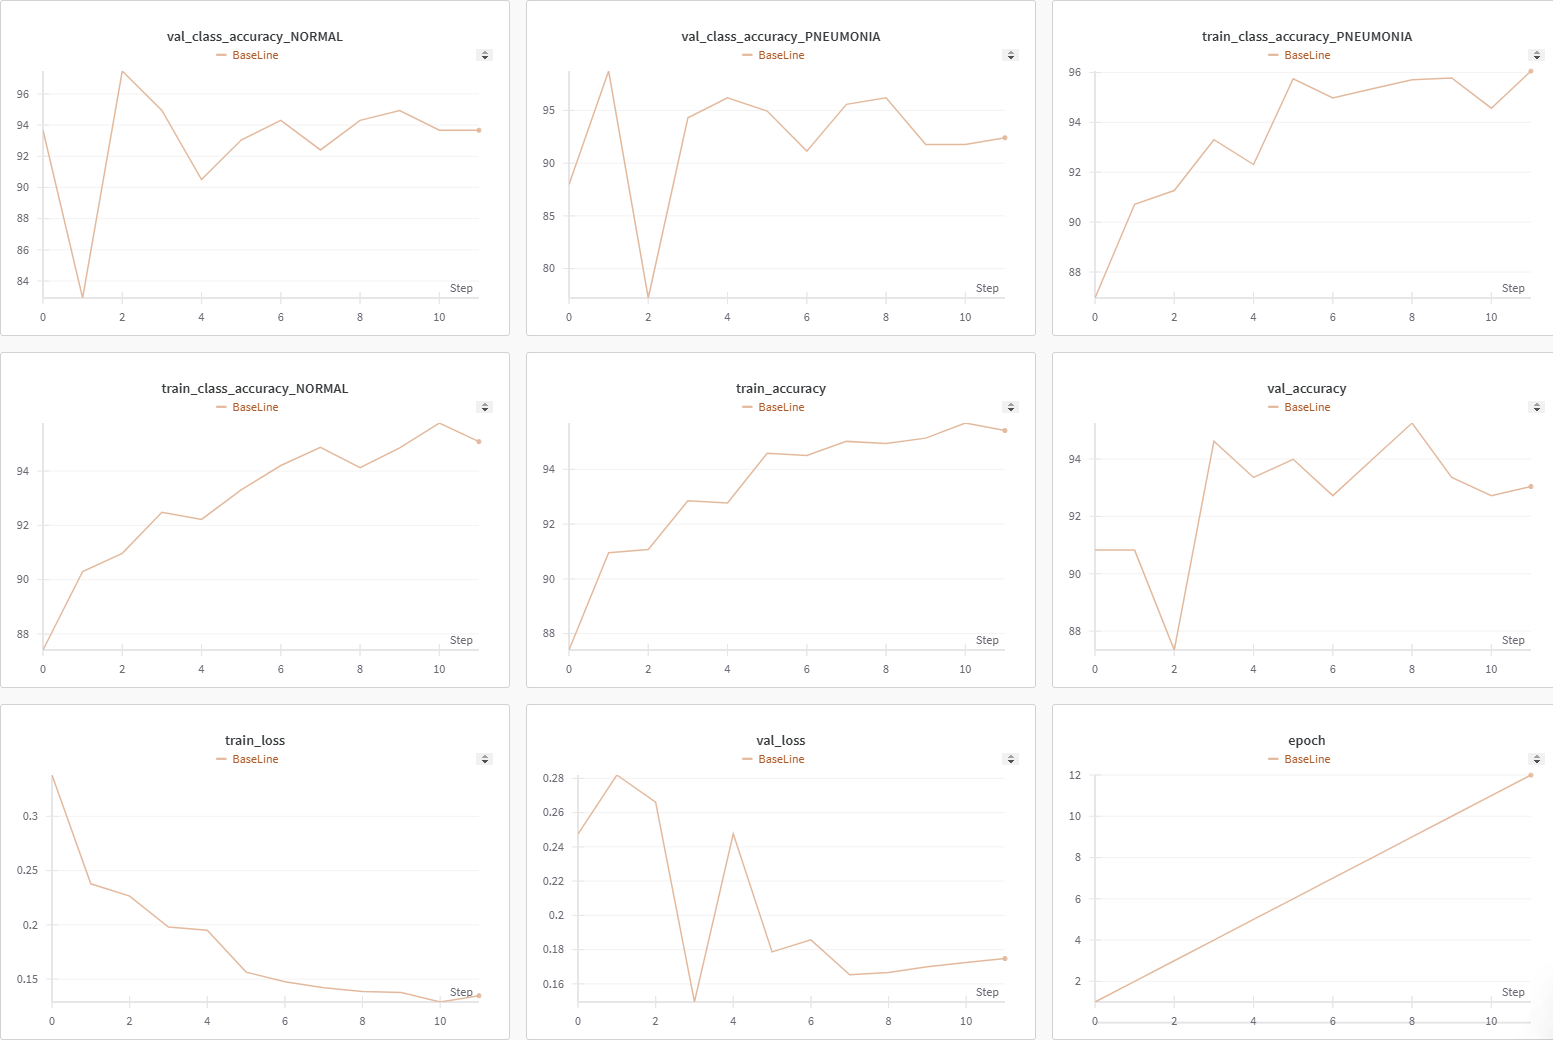 val_class_accuracy_NORMAL
BaseLine
96
94
92
90
88
86
84
Step
0 2 4 6 8 10
val_class_accuracy_PNEUMONIA
BaseLine
95
90
85
80
Step
0 2 4 6 8 10
train_class_accuracy_PNEUMONIA
BaseLine
96
94
92
90
88
Step
0 2 4 6 8 10
train_class_accuracy_NORMAL
BaseLine
94
92
90
88
Step
0 2 4 6 8 10
train_accuracy
BaseLine
94
92
90
88
Step
0 2 4 6 8 10
val_accuracy
BaseLine
94
92
90
88
Step
0 2 4 6 8 10
train_loss
BaseLine
0.3
0.25
0.2
0.15
Step
0 2 4 6 8 10
val_loss
BaseLine
0.28
0.26
0.24
0.22
0.2
0.18
0.16
Step
0 2 4 6 8 10
epoch
BaseLine
12
10
8
6
4
2
Step
0 2 4 6 8 10